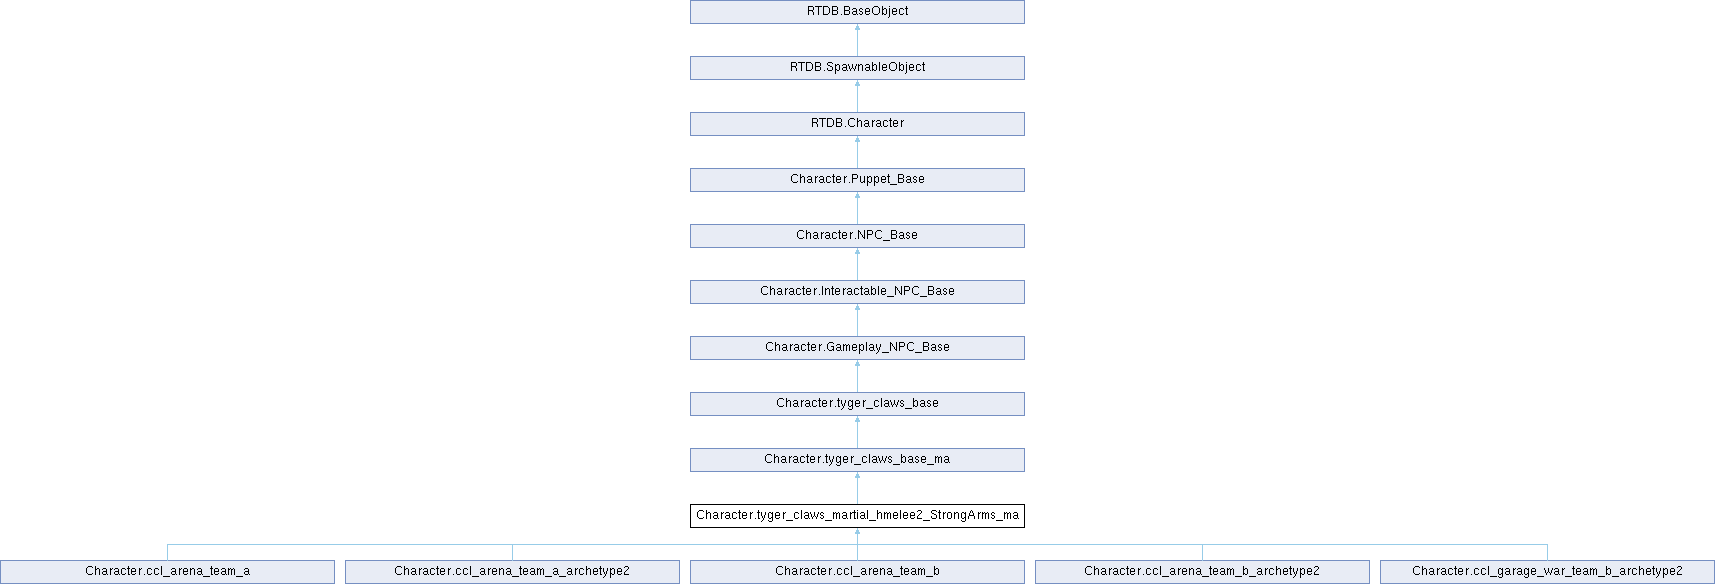 RTDB.BaseObject
RTDB.SpawnableObject
RTDB.Character
Character.Puppet_Base
Character.NPC_Base
Character.Interactable_NPC_Base
Character.Gameplay_NPC_Base
Character.tyger_claws_base
Character.tyger_claws_base_ma
Character.tyger_claws_martial_hmelee2_StrongArms_ma
Character.ccl_arena_team_a
Character.ccl_arena_team_a_archetype2
Character.ccl_arena_team_b
Character.ccl_arena_team_b_archetype2
Character.ccl_garage_war_team_b_archetype2